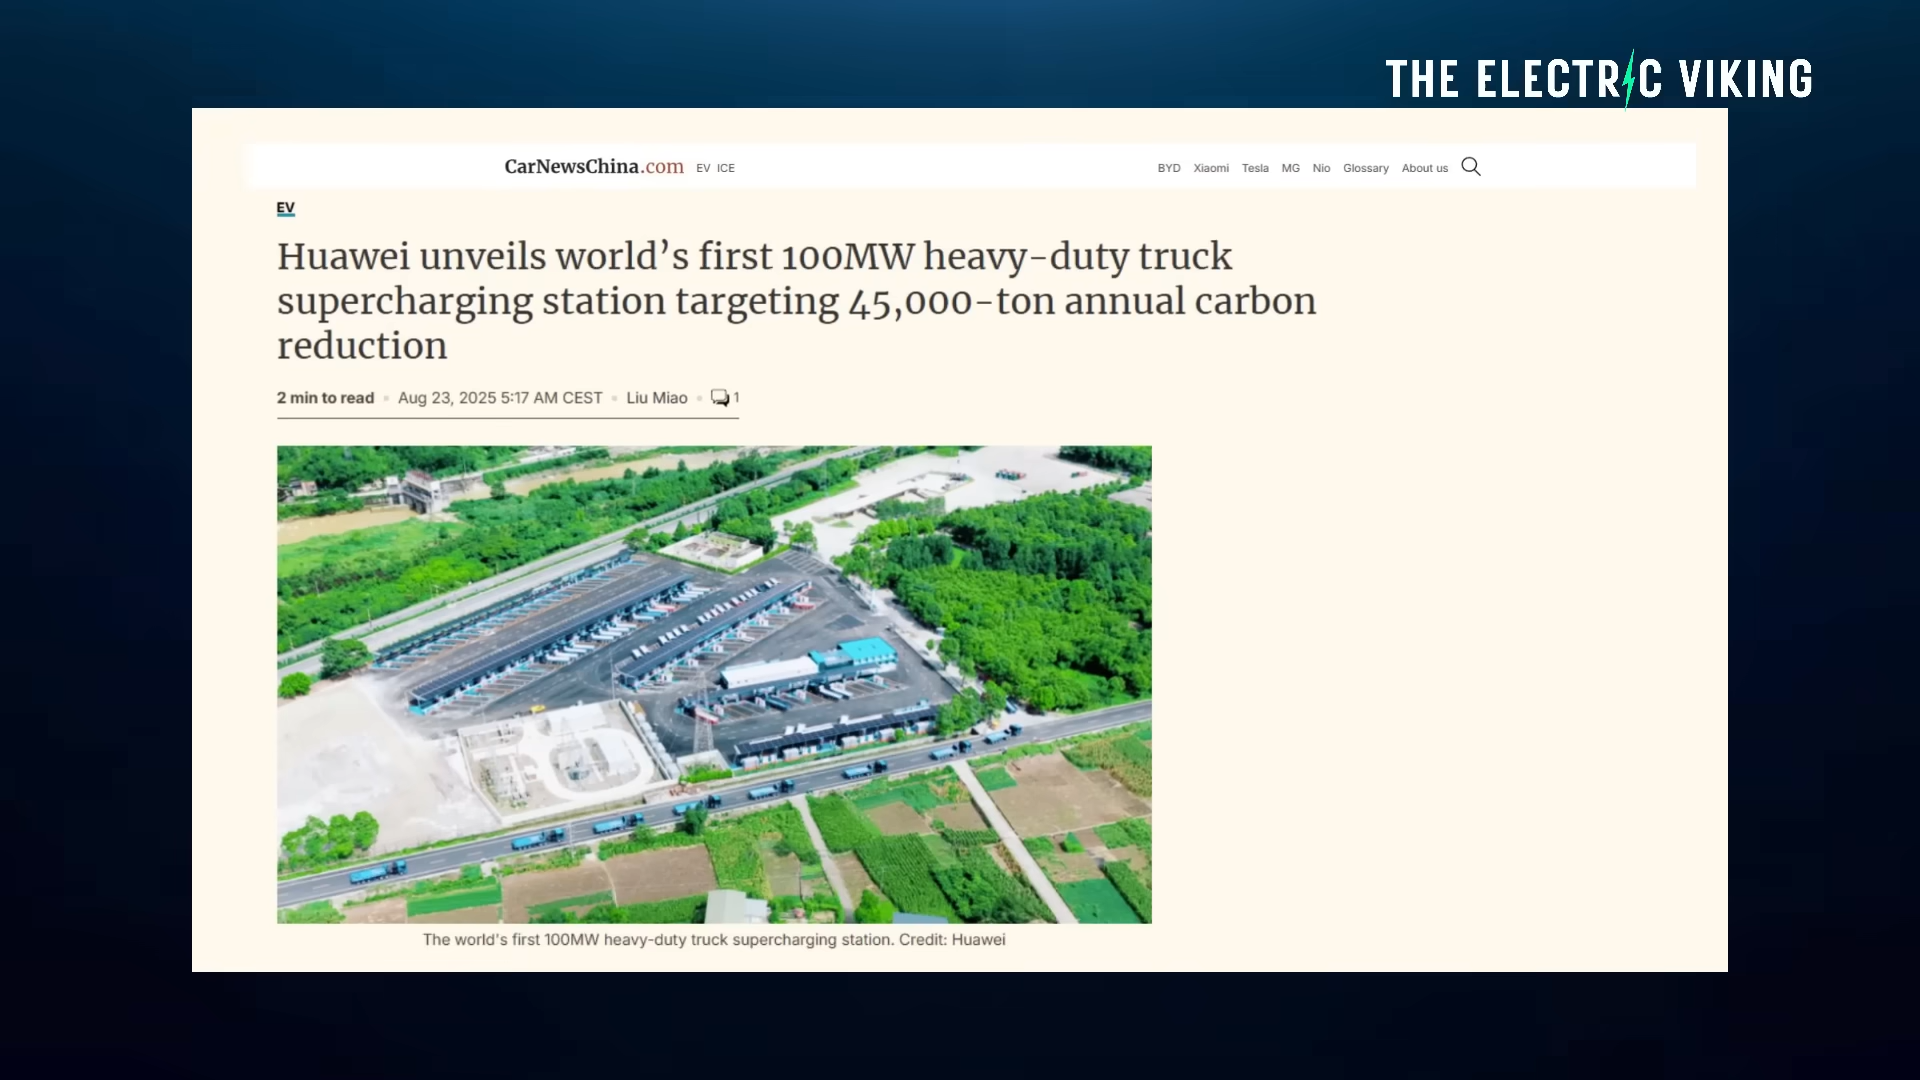 THE ELECTRIC VIKING
CarNewsChina.com EV ICE BYD Xiaomi Tesla MG Nio Glossary About us
EV
Huawei unveils world’s first 100MW heavy-duty truck
supercharging station targeting 45,000-ton annual carbon
reduction
2 min to read • Aug 23, 2025 5:17 AM CEST • Liu Miao • 1
The world's first 100MW heavy-duty truck supercharging station. Credit: Huawei